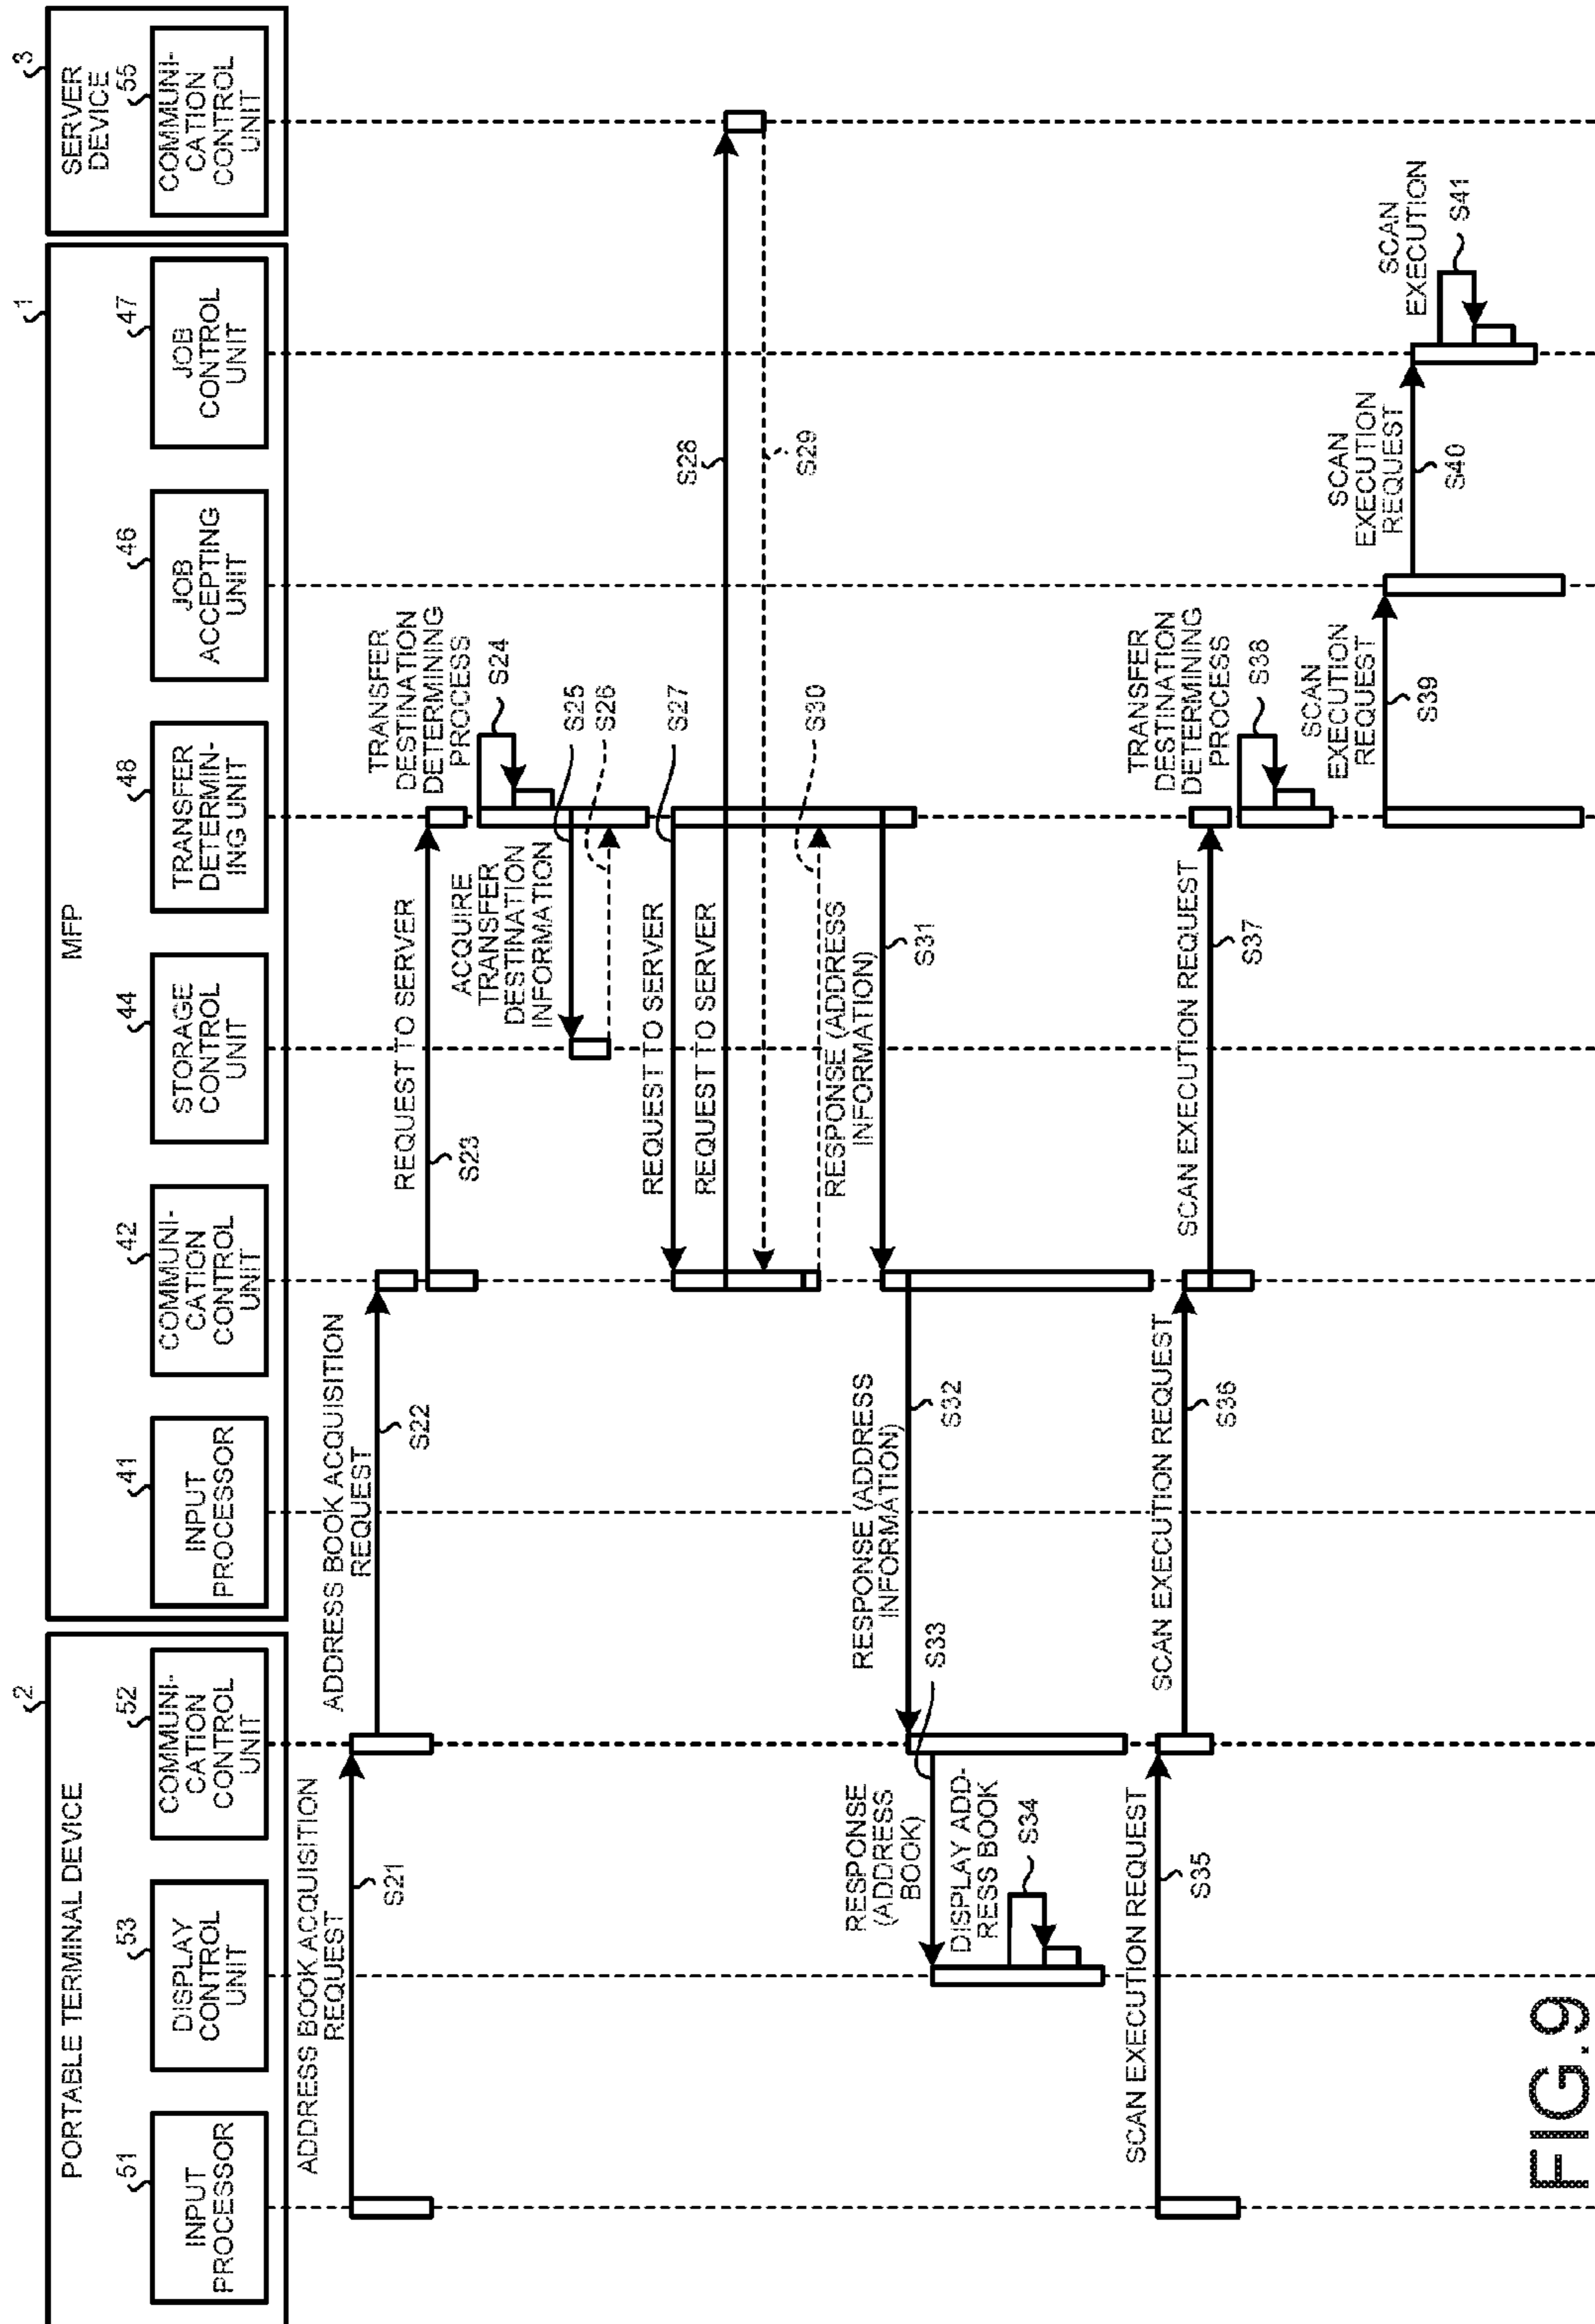 PORTABLE TERMINAL DEVICE
2
51
INPUT
PROCESSOR
53
DISPLAY
CONTROL
UNIT
52
COMMUNI-
CATION
CONTROL
UNIT
MFP
1
41
INPUT
PROCESSOR
42
COMMUNI-
CATION
CONTROL
UNIT
44
STORAGE
CONTROL
UNIT
48
TRANSFER
DETERMIN-
ING UNIT
46
JOB
ACCEPTING
UNIT
47
JOB
CONTROL
UNIT
3
SERVER
DEVICE
55
COMMUNI-
CATION
CONTROL
UNIT
ADDRESS BOOK ACQUISITION
REQUEST
S21
ADDRESS BOOK ACQUISITION
REQUEST
S22
REQUEST TO SERVER
S23
TRANSFER
DESTINATION
DETERMINING
PROCESS
S24
ACQUIRE
TRANSFER
DESTINATION
INFORMATION
S25
S26
REQUEST TO SERVER
S27
REQUEST TO SERVER
S28
S29
S30
RESPONSE (ADDRESS
INFORMATION)
S31
RESPONSE (ADDRESS
INFORMATION)
S32
RESPONSE
(ADDRESS
BOOK)
S33
DISPLAY ADD-
RESS BOOK
S34
SCAN EXECUTION REQUEST
S35
SCAN EXECUTION REQUEST
S36
SCAN EXECUTION REQUEST
S37
TRANSFER
DESTINATION
DETERMINING
PROCESS
S38
SCAN
EXECUTION
REQUEST
S39
SCAN
EXECUTION
REQUEST
S40
SCAN
EXECUTION
S41
FIG.9